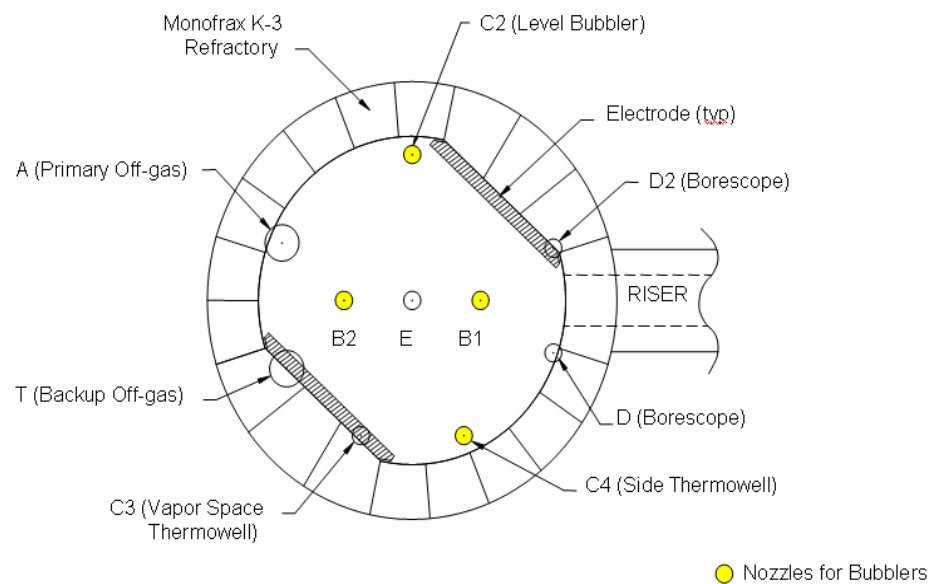 Monofrax K-3
Refractory
C2 (Level Bubbler)
Electrode (typ)
A (Primary Off-gas)
D2 (Borescope)
RISER
B2
E
B1
T (Backup Off-gas)
D (Borescope)
C4 (Side Thermowell)
C3 (Vapor Space
Thermowell)
Nozzles for Bubblers